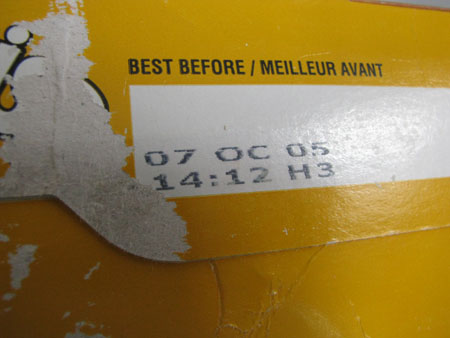 BEST BEFORE / MEILLEUR AVANT
07 OC 05
14:12 H3